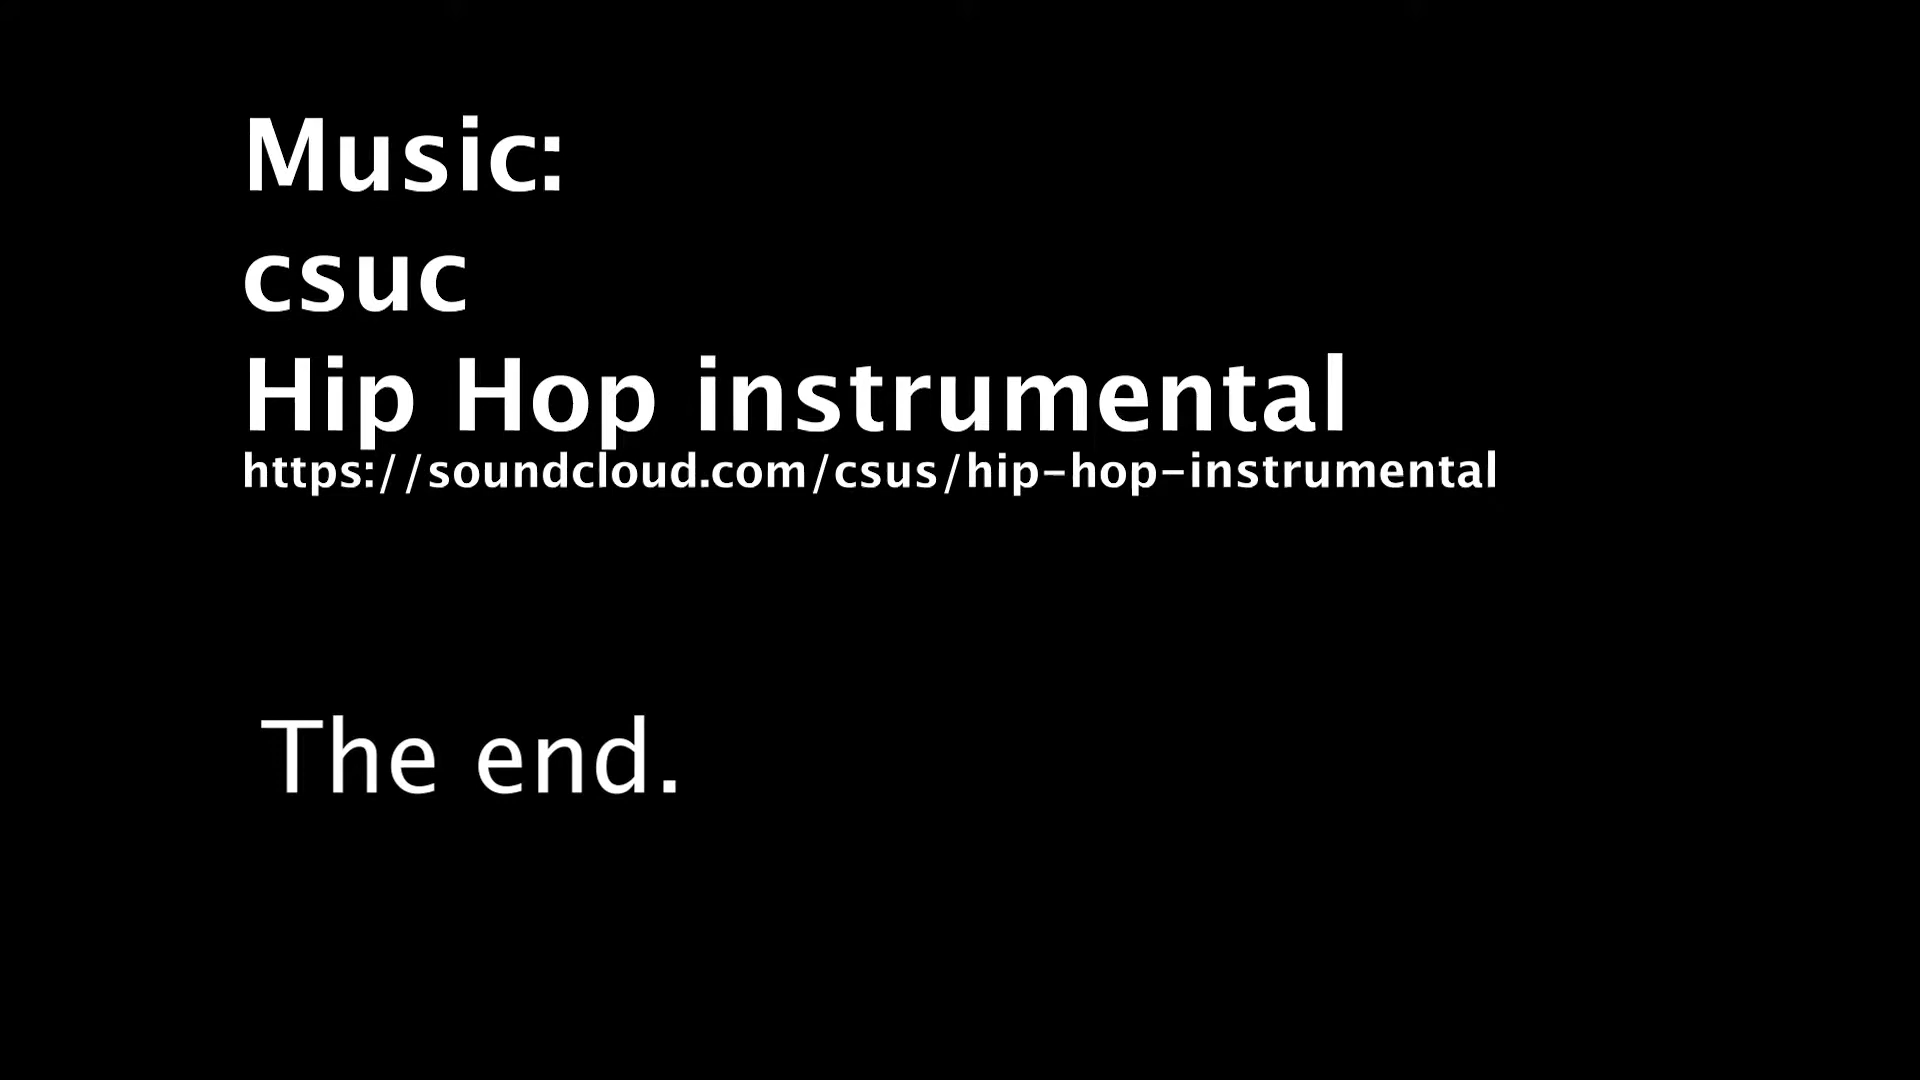 Music:
csuc
Hip Hop instrumental
https://soundcloud.com/csus/hip-hop-instrumental
The end.